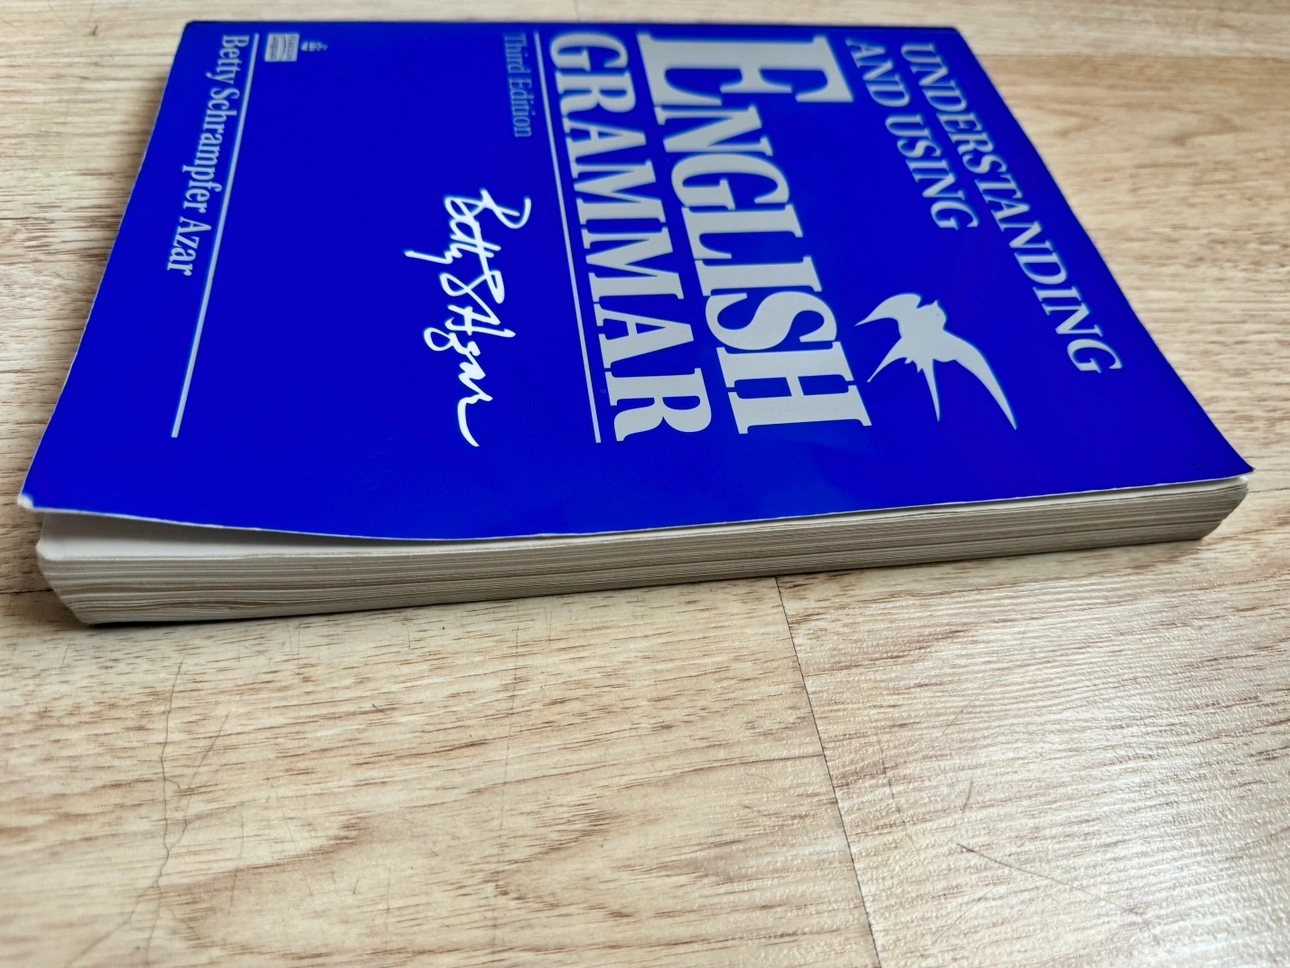 UNDERSTANDING
AND USING
ENGLISH
GRAMMAR
Third Edition
Betty S. Azar
Betty Schrampfer Azar